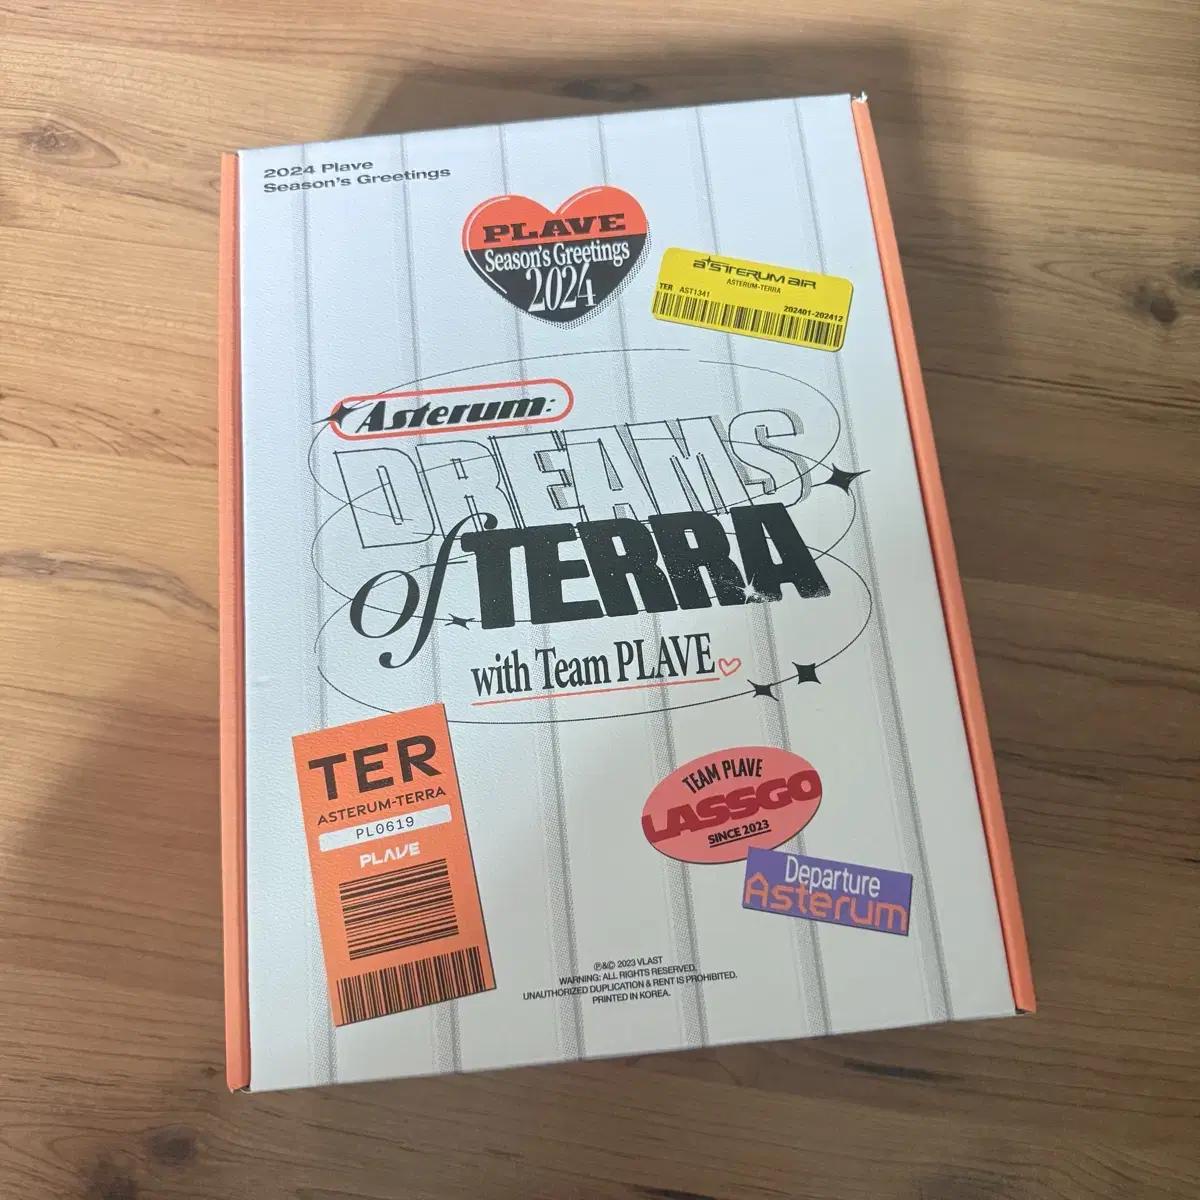 2024 Plave
Season's Greetings
PLAVE
Season's Greetings
2024
asterum air
ASTERUM-TERRA
TER AST1341
202401-202412
Asterum:
DREAMS
of TERRA
with Team PLAVE
TER
ASTERUM-TERRA
PL0619
PLAVE
TEAM PLAVE
LASSGO
SINCE 2023
Departure
Asterum
℗&© 2023 VLAST
WARNING: ALL RIGHTS RESERVED.
UNAUTHORIZED DUPLICATION & RENT IS PROHIBITED.
PRINTED IN KOREA.